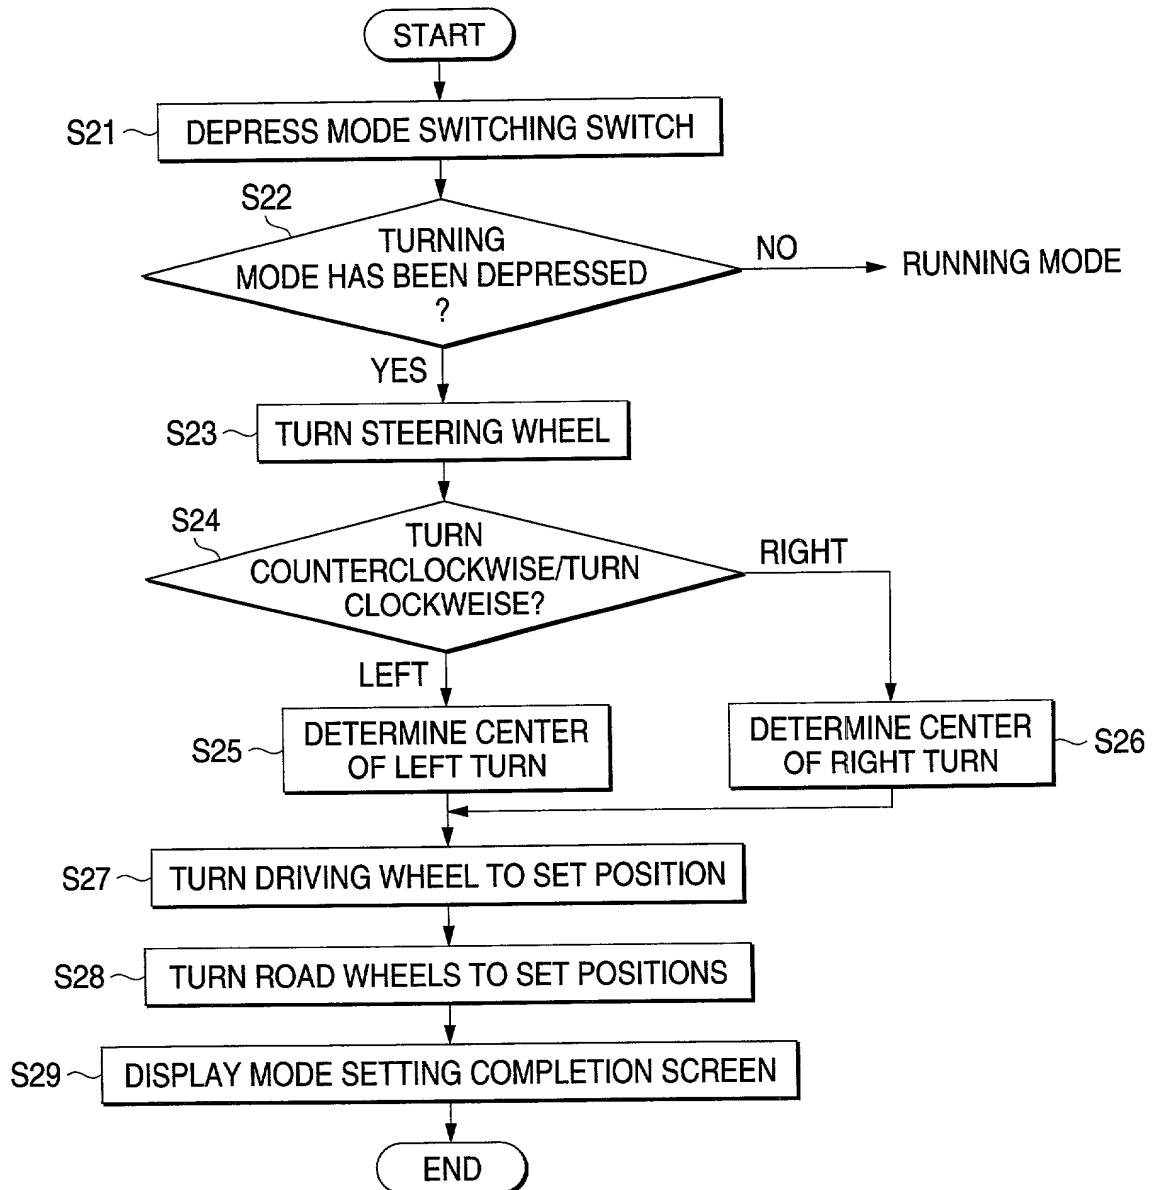 START
S21
DEPRESS MODE SWITCHING SWITCH
S22
TURNING
MODE HAS BEEN DEPRESSED
?
NO
RUNNING MODE
YES
S23
TURN STEERING WHEEL
S24
TURN
COUNTERCLOCKWISE/TURN
CLOCKWEISE?
RIGHT
LEFT
S25
DETERMINE CENTER
OF LEFT TURN
DETERMINE CENTER
OF RIGHT TURN
S26
S27
TURN DRIVING WHEEL TO SET POSITION
S28
TURN ROAD WHEELS TO SET POSITIONS
S29
DISPLAY MODE SETTING COMPLETION SCREEN
END